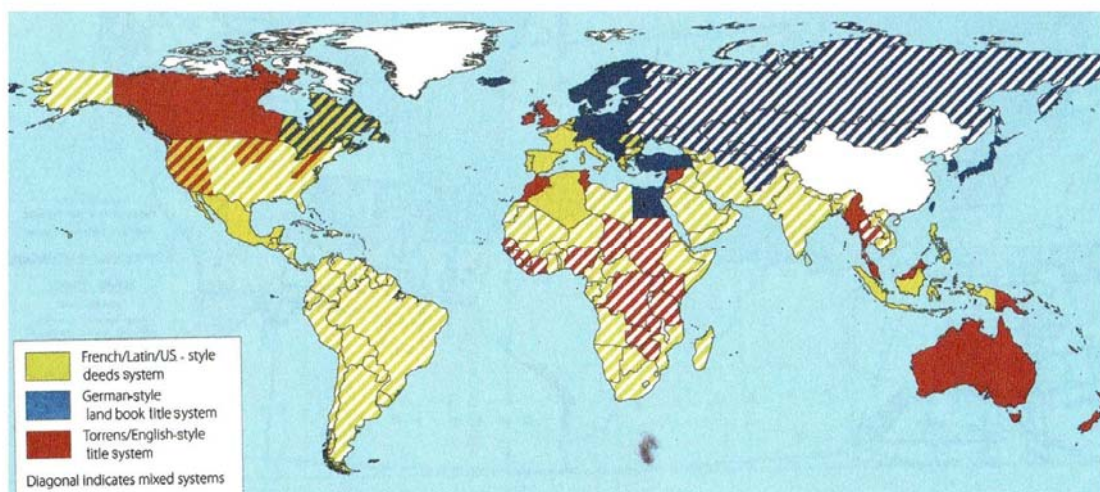 French/Latin/US - style
deeds system
German-style
land book title system
Torrens/English-style
title system
Diagonal indicates mixed systems